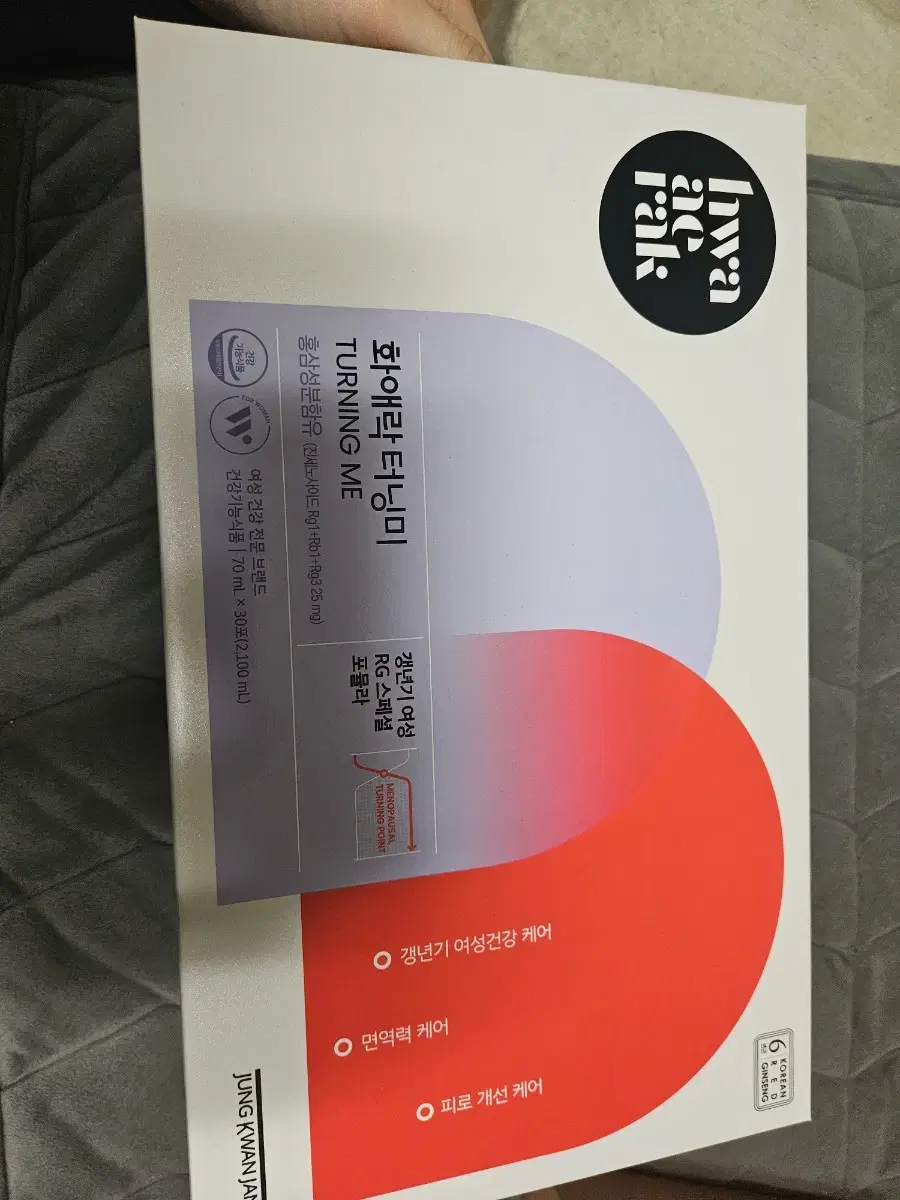 hwa
ae
rak
화애락 터닝미
TURNING ME
홍삼성분함유 (진세노사이드 Rg1+Rb1+Rg3 25 mg)
갱년기 여성
RG 스페셜
포뮬라
MENOPAUSAL
TURNING POINT
건강
기능식품
FOR WOMAN
W
여성 건강 전문 브랜드
건강기능식품 | 70 mL × 30포(2,100 mL)
갱년기 여성건강 케어
면역력 케어
피로 개선 케어
6
년근
KOREAN
RED
GINSENG
JUNG KWAN JAN